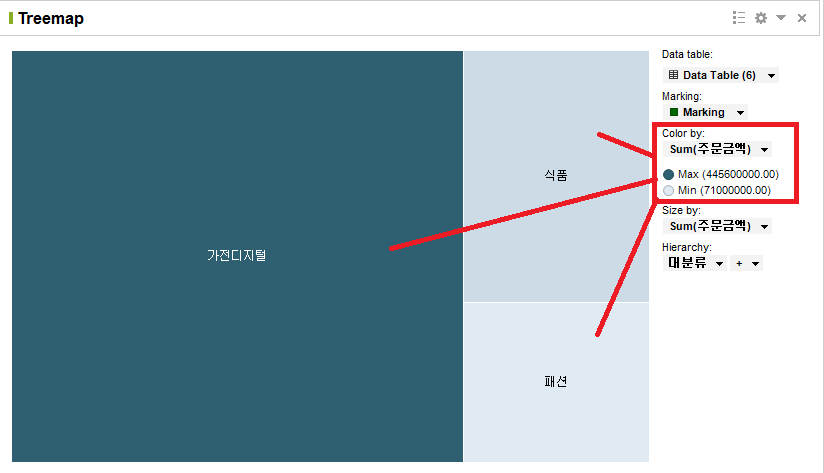 Treemap
가전디지털
식품
패션
Data table:
Data Table (6)
Marking:
Marking
Color by:
Sum(주문금액)
Max (445600000.00)
Min (71000000.00)
Size by:
Sum(주문금액)
Hierarchy:
대분류 +